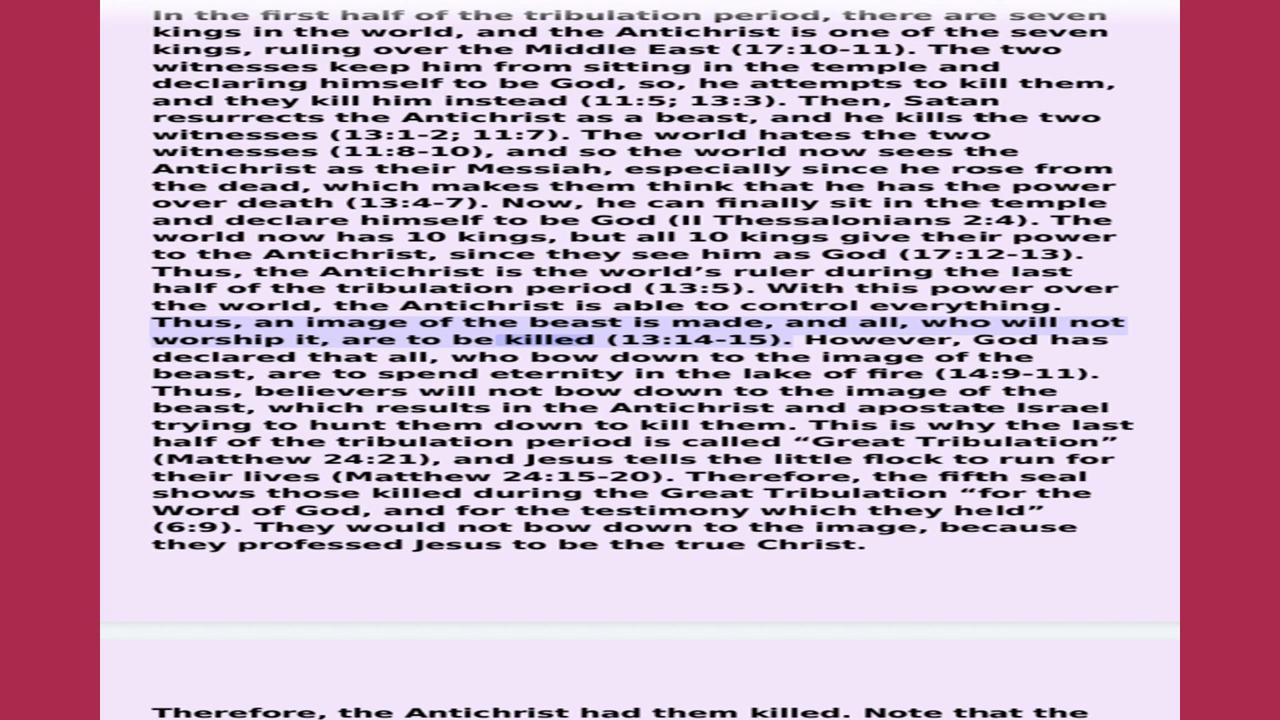 In the first half of the tribulation period, there are seven
kings in the world, and the Antichrist is one of the seven
kings, ruling over the Middle East (17:10-11). The two
witnesses keep him from sitting in the temple and
declaring himself to be God, so, he attempts to kill them,
and they kill him instead (11:5; 13:3). Then, Satan
resurrects the Antichrist as a beast, and he kills the two
witnesses (13:1-2; 11:7). The world hates the two
witnesses (11:8-10), and so the world now sees the
Antichrist as their Messiah, especially since he rose from
the dead, which makes them think that he has the power
over death (13:4-7). Now, he can finally sit in the temple
and declare himself to be God (II Thessalonians 2:4). The
world now has 10 kings, but all 10 kings give their power
to the Antichrist, since they see him as God (17:12-13).
Thus, the Antichrist is the world’s ruler during the last
half of the tribulation period (13:5). With this power over
the world, the Antichrist is able to control everything.
Thus, an image of the beast is made, and all, who will not
worship it, are to be killed (13:14-15). However, God has
declared that all, who bow down to the image of the
beast, are to spend eternity in the lake of fire (14:9-11).
Thus, believers will not bow down to the image of the
beast, which results in the Antichrist and apostate Israel
trying to hunt them down to kill them. This is why the last
half of the tribulation period is called “Great Tribulation”
(Matthew 24:21), and Jesus tells the little flock to run for
their lives (Matthew 24:15-20). Therefore, the fifth seal
shows those killed during the Great Tribulation “for the
Word of God, and for the testimony which they held”
(6:9). They would not bow down to the image, because
they professed Jesus to be the true Christ.
Therefore, the Antichrist had them killed. Note that the